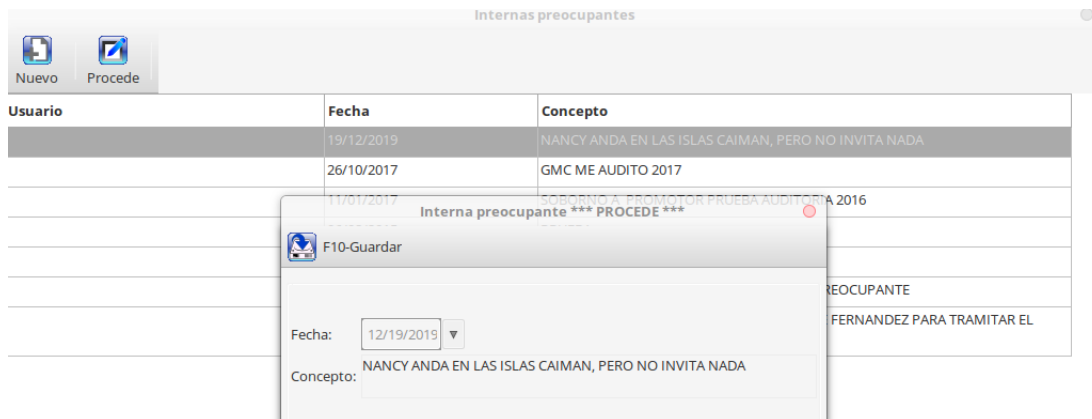 Internas preocupantes
Nuevo Procede
Usuario Fecha Concepto
19/12/2019 NANCY ANDA EN LAS ISLAS CAIMAN, PERO NO INVITA NADA
26/10/2017 GMC ME AUDITO 2017
11/01/2017 SOBORNO A PROMOTOR PRUEBA AUDITORIA 2016
Interna preocupante *** PROCEDE ***
F10-Guardar
REOCUPANTE
FERNANDEZ PARA TRAMITAR EL
Fecha: 12/19/2019
Concepto: NANCY ANDA EN LAS ISLAS CAIMAN, PERO NO INVITA NADA